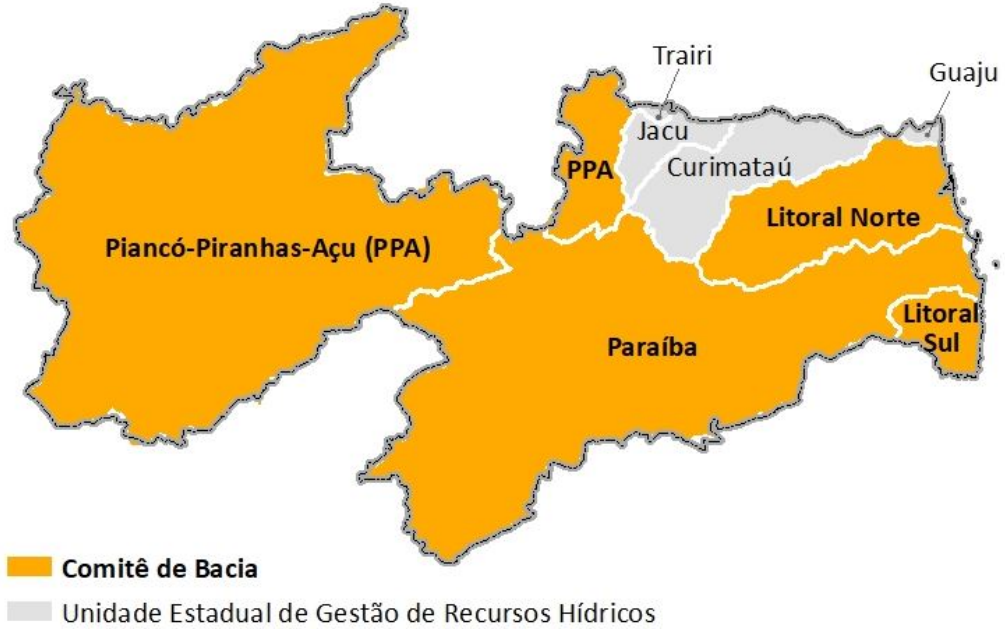 Trairi
Guaju
Jacu
PPA
Curimataú
Litoral Norte
Piancó-Piranhas-Açu (PPA)
Litoral
Sul
Paraíba
Comitê de Bacia
Unidade Estadual de Gestão de Recursos Hídricos